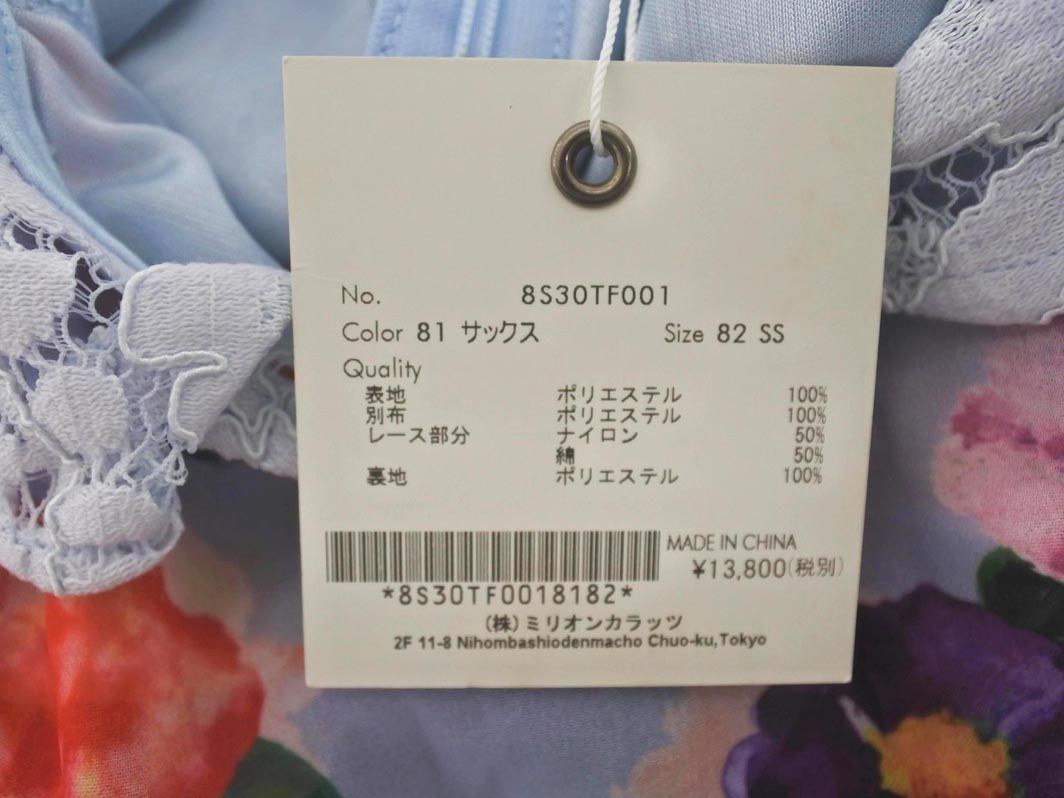 No. 8S30TF001
Color 81 サックス Size 82 SS
Quality
表地 ポリエステル 100%
別布 ポリエステル 100%
レース部分 ナイロン 50%
綿 50%
裏地 ポリエステル 100%
MADE IN CHINA
¥13,800(税別)
*8S30TF0018182*
(株)ミリオンカラッツ
2F 11-8 Nihombashiodenmacho Chuo-ku,Tokyo